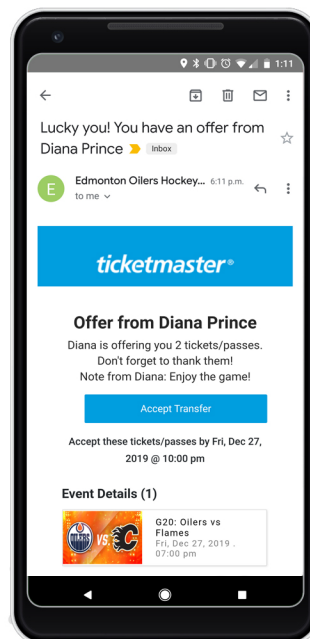 1:11
Lucky you! You have an offer from
Diana Prince Inbox
E
Edmonton Oilers Hockey... 6:11 p.m.
to me
ticketmaster®
Offer from Diana Prince
Diana is offering you 2 tickets/passes.
Don't forget to thank them!
Note from Diana: Enjoy the game!
Accept Transfer
Accept these tickets/passes by Fri, Dec 27,
2019 @ 10:00 pm
Event Details (1)
OILERS
VS.
G20: Oilers vs
Flames
Fri, Dec 27, 2019 .
07:00 pm